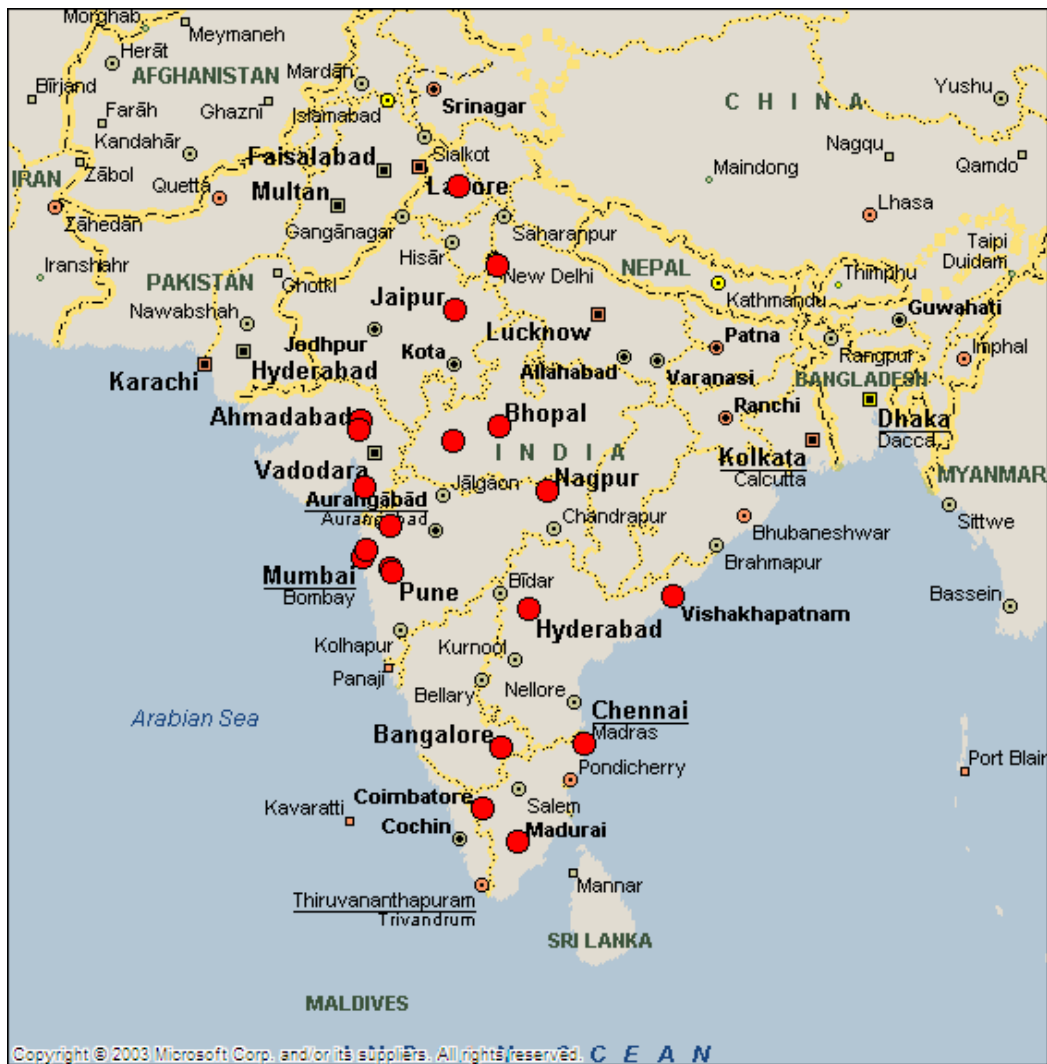 Morghab
Meymaneh
Herāt
AFGHANISTAN
Mardān
Bīrjand
Farāh
Ghaznī
Islamabad
Srinagar
C H I N A
Yushu
Kandahār
Faisalabad
Sialkot
Nagqu
Qamdo
IRAN
Zābol
Quetta
Multan
Lahore
Maindong
Lhasa
Zāhedān
Gangānagar
Sāharanpur
Iranshahr
Hisār
New Delhi
NEPAL
Taipi
Duidam
PAKISTAN
Ghotki
Thimphu
Nawabshah
Jaipur
Kathmandu
Guwahati
Jodhpur
Lucknow
Patna
Imphal
Karachi
Hyderabad
Kota
Allahabad
Varanasi
Rangpur
BANGLADESH
Ahmadabad
Bhopal
Ranchi
Dhaka
Dacca
I N D I A
Vadodara
Kolkata
Calcutta
MYANMAR
Jālgaon
Nagpur
Aurangābād
Aurangabad
Chandrapur
Bhubaneshwar
Sittwe
Mumbai
Bombay
Pune
Bīdar
Brahmapur
Bassein
Hyderabad
Vishakhapatnam
Kolhapur
Kurnool
Panaji
Bellary
Nellore
Arabian Sea
Chennai
Madras
Bangalore
Pondicherry
Port Blair
Kavaratti
Coimbatore
Salem
Cochin
Madurai
Thiruvananthapuram
Trivandrum
Mannar
SRI LANKA
MALDIVES
Copyright © 2003 Microsoft Corp. and/or its suppliers. All rights reserved.
O C E A N